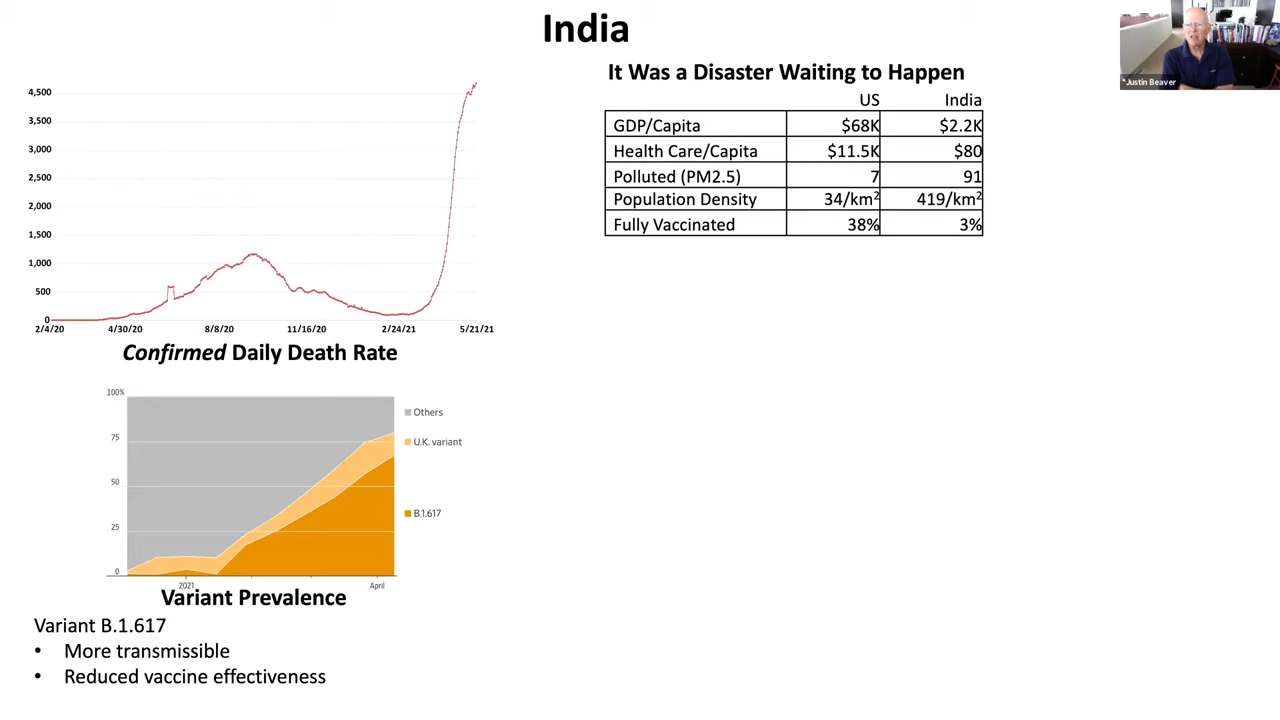 India
*Justin Beaver
4,500
3,500
3,000
2,500
2,000
1,500
1,000
500
0
2/4/20 4/30/20 8/8/20 11/16/20 2/24/21 5/21/21
Confirmed Daily Death Rate
100%
75
50
25
0
2021 April
Others
U.K. variant
B.1.617
Variant Prevalence
Variant B.1.617
• More transmissible
• Reduced vaccine effectiveness
It Was a Disaster Waiting to Happen
US India
GDP/Capita $68K $2.2K
Health Care/Capita $11.5K $80
Polluted (PM2.5) 7 91
Population Density 34/km² 419/km²
Fully Vaccinated 38% 3%